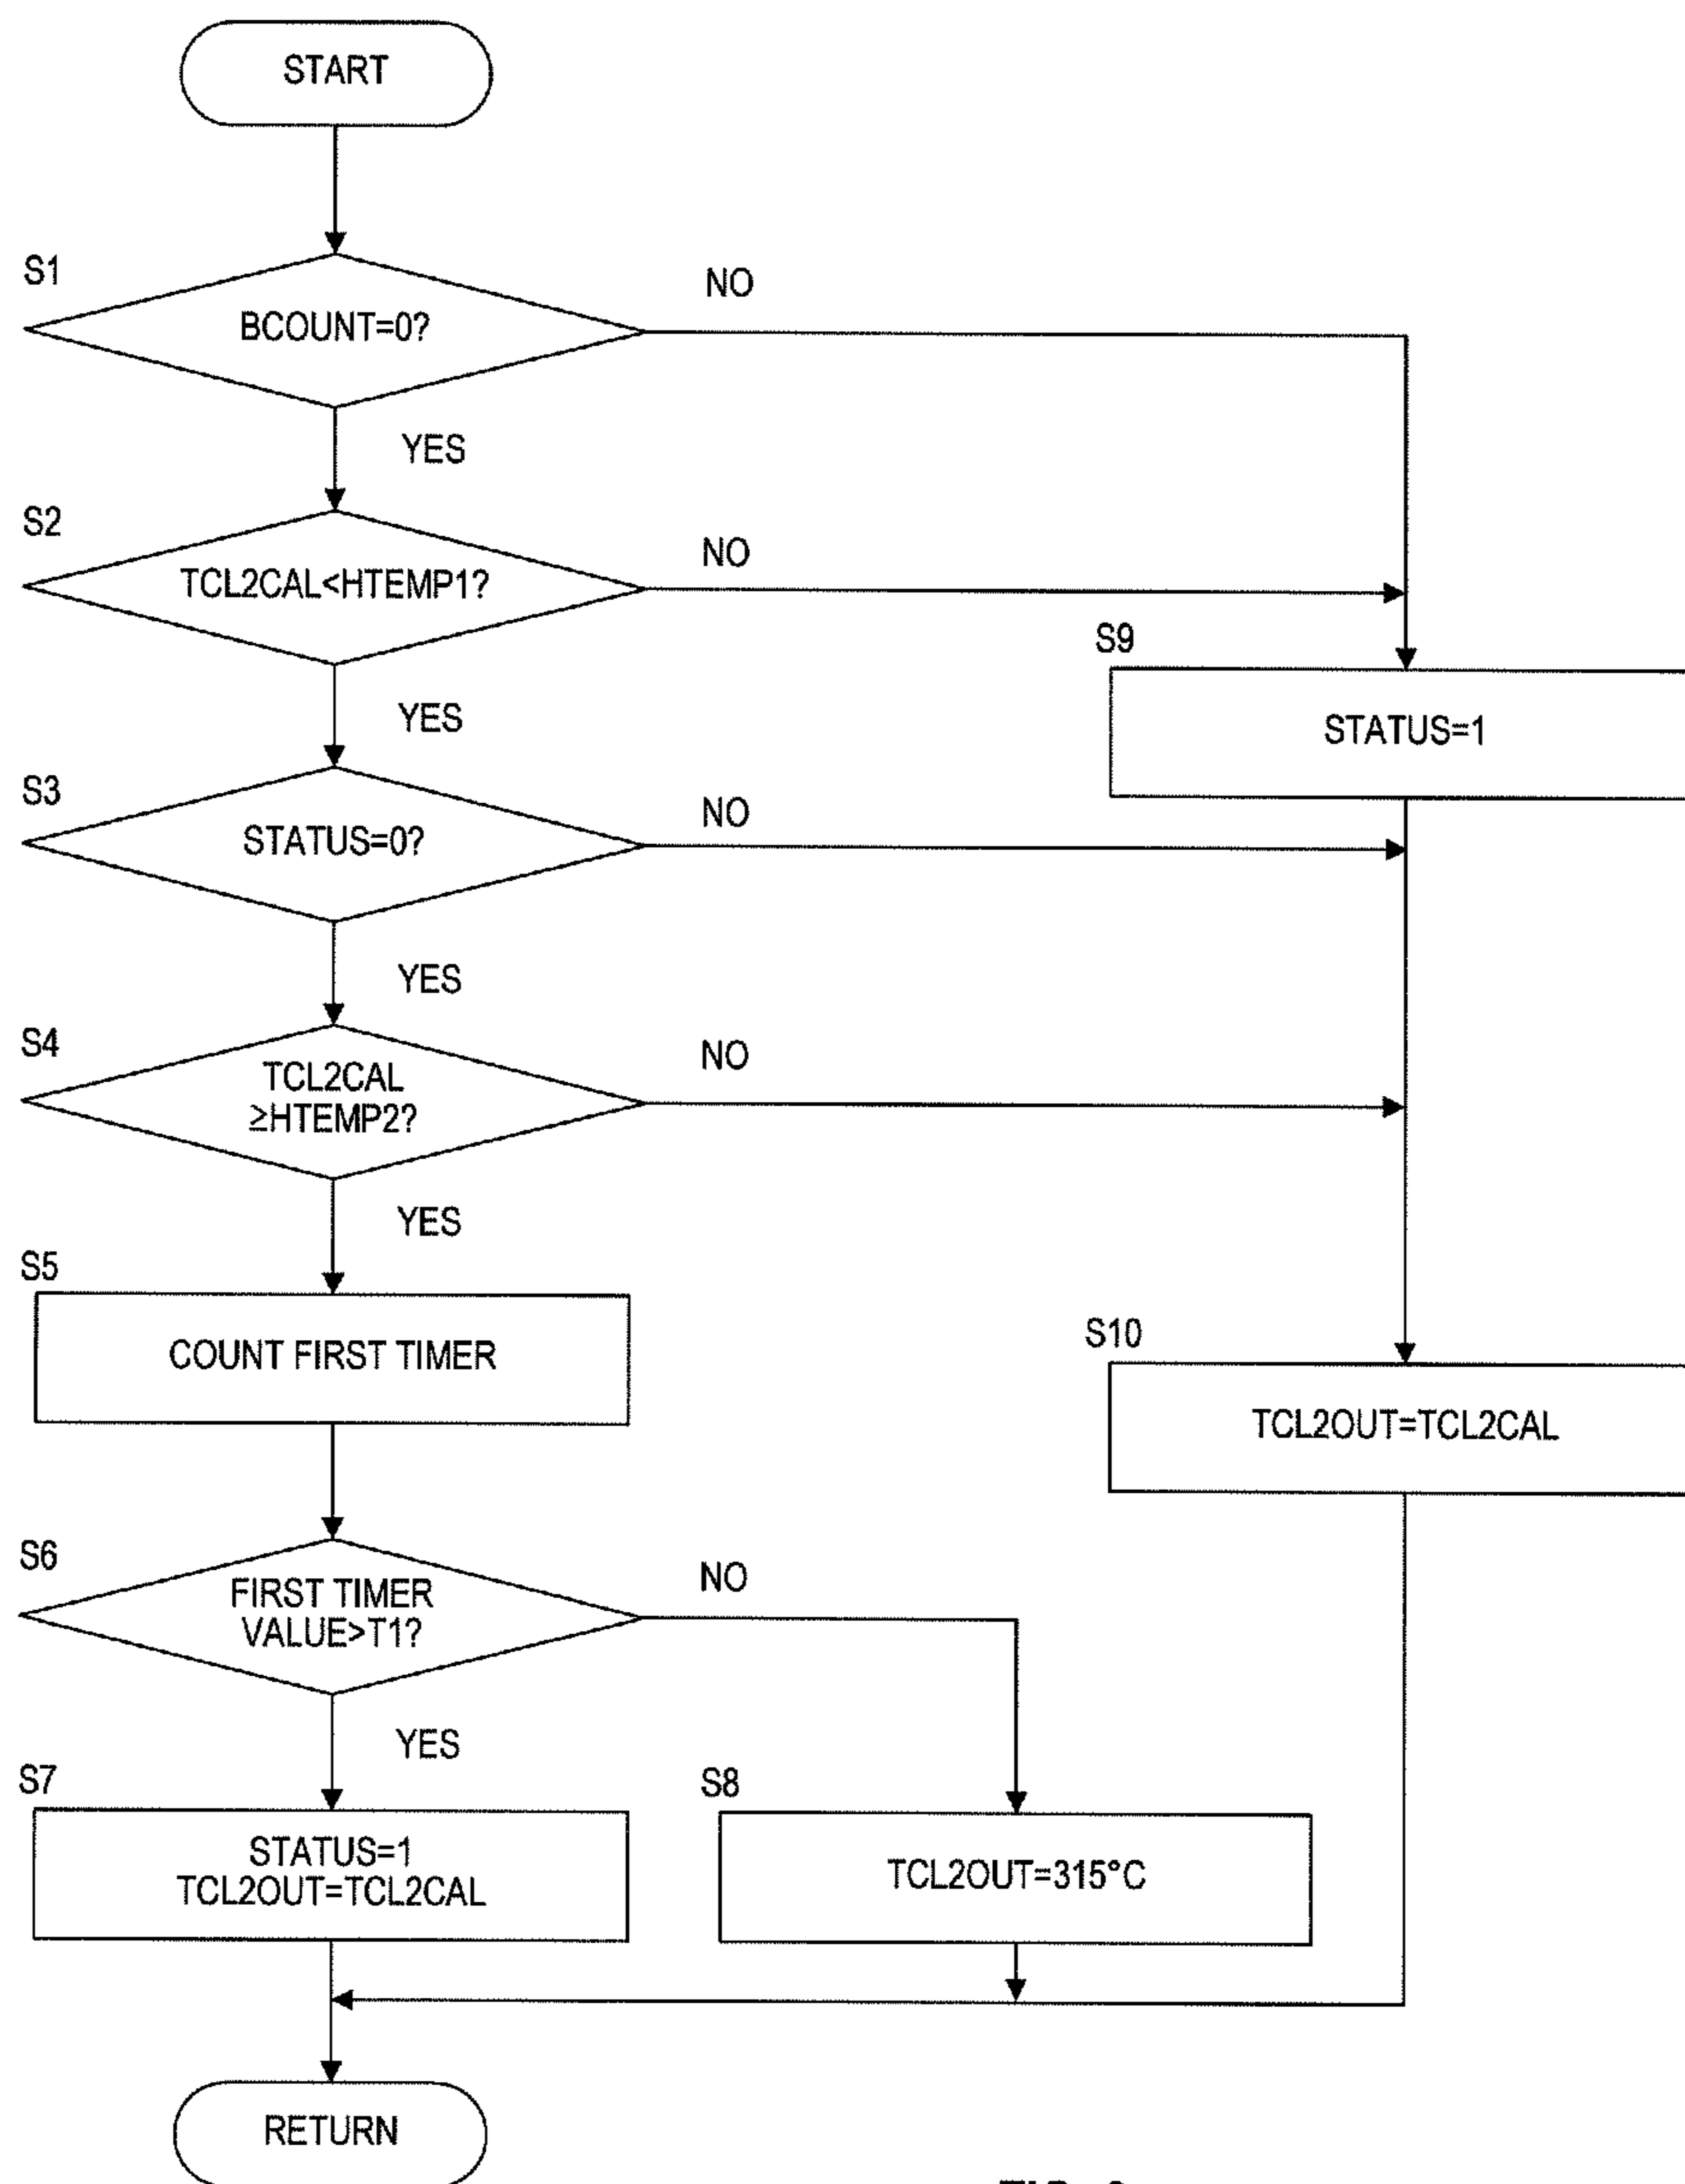 START
S1
BCOUNT=0?
NO
YES
S2
TCL2CAL<HTEMP1?
NO
YES
S9
STATUS=1
S3
STATUS=0?
NO
YES
S4
TCL2CAL
≥HTEMP2?
NO
YES
S5
COUNT FIRST TIMER
S10
TCL2OUT=TCL2CAL
S6
FIRST TIMER
VALUE>T1?
NO
YES
S7
STATUS=1
TCL2OUT=TCL2CAL
S8
TCL2OUT=315°C
RETURN